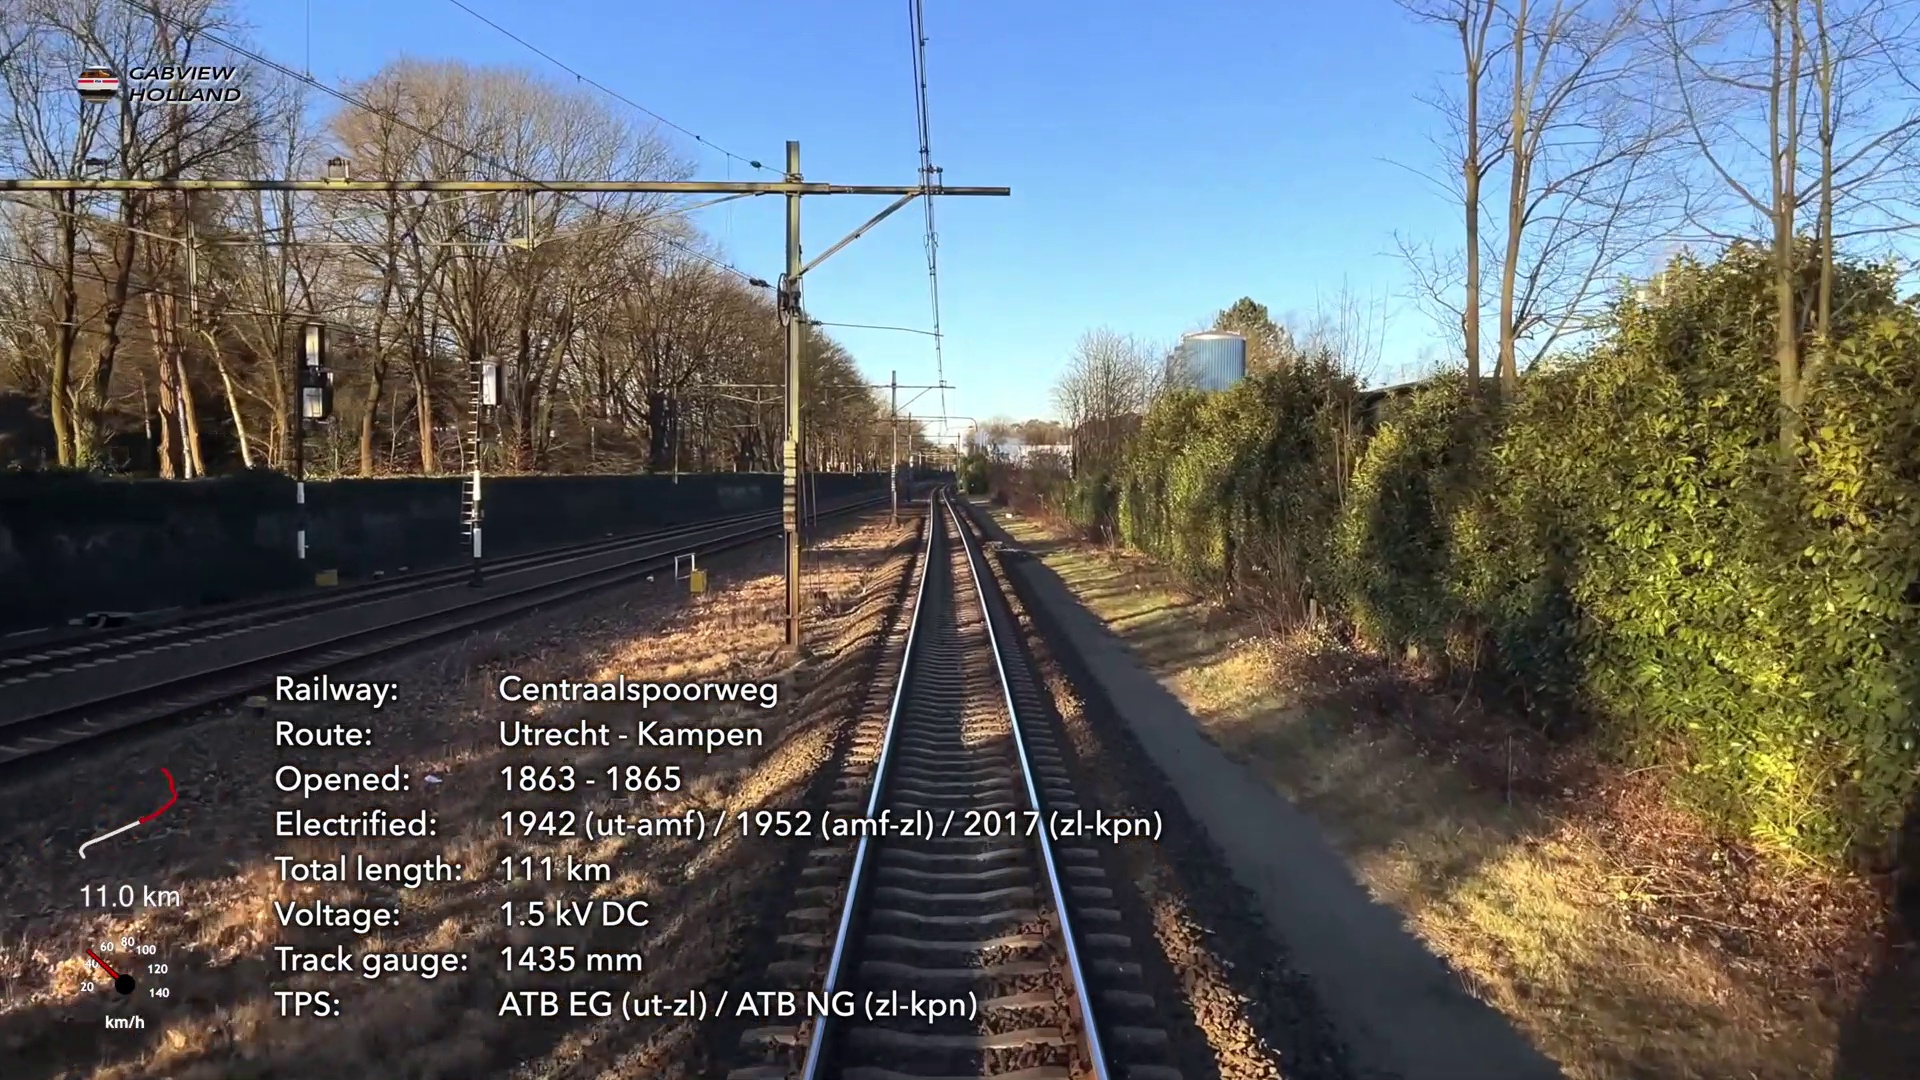 CABVIEW
HOLLAND
Railway: Centraalspoorweg
Route: Utrecht - Kampen
Opened: 1863 - 1865
Electrified: 1942 (ut-amf) / 1952 (amf-zl) / 2017 (zl-kpn)
Total length: 111 km
Voltage: 1.5 kV DC
Track gauge: 1435 mm
TPS: ATB EG (ut-zl) / ATB NG (zl-kpn)
11.0 km
20 40 60 80 100 120 140
km/h